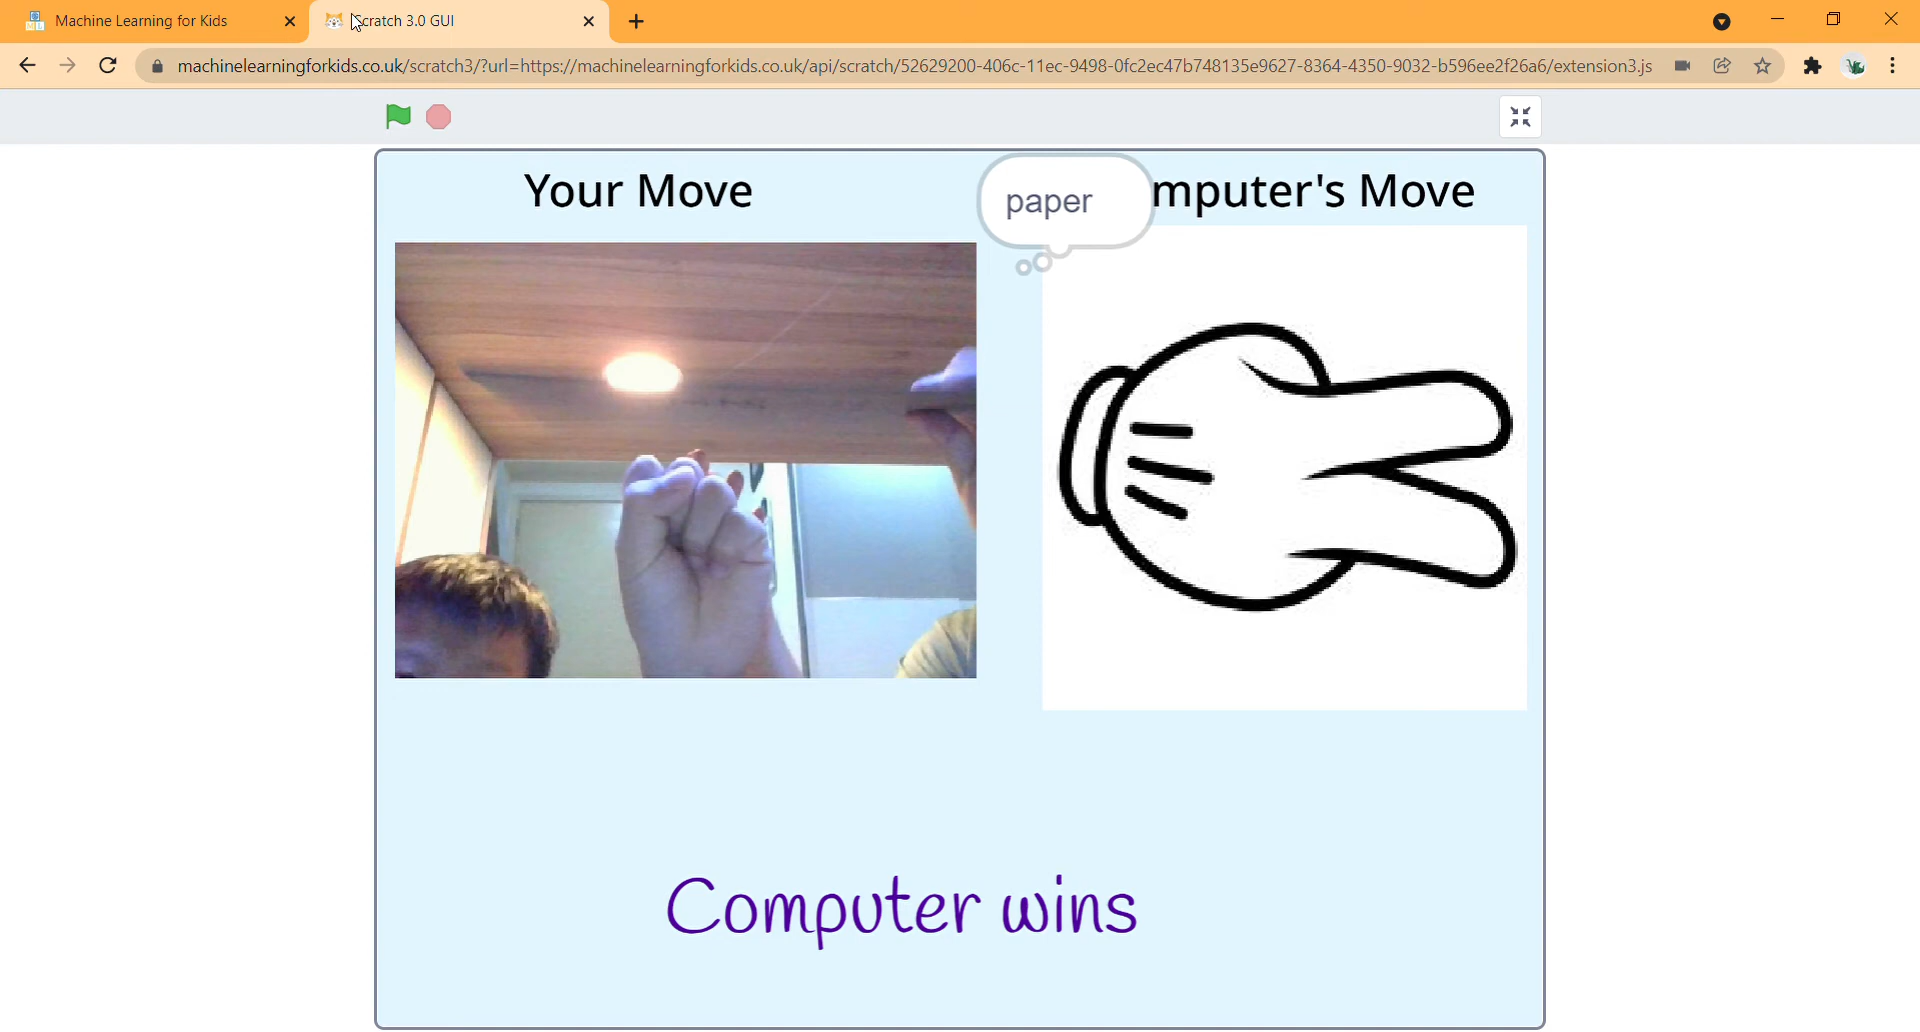 Machine Learning for Kids
Scratch 3.0 GUI
machinelearningforkids.co.uk/scratch3/?url=https://machinelearningforkids.co.uk/api/scratch/52629200-406c-11ec-9498-0fc2ec47b748135e9627-8364-4350-9032-b596ee2f26a6/extension3.js
Your Move
paper
mputer's Move
Computer wins